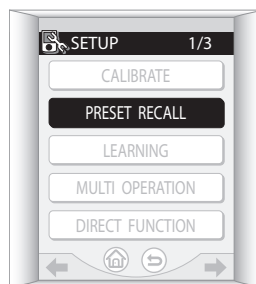 SETUP 1/3
CALIBRATE
PRESET RECALL
LEARNING
MULTI OPERATION
DIRECT FUNCTION